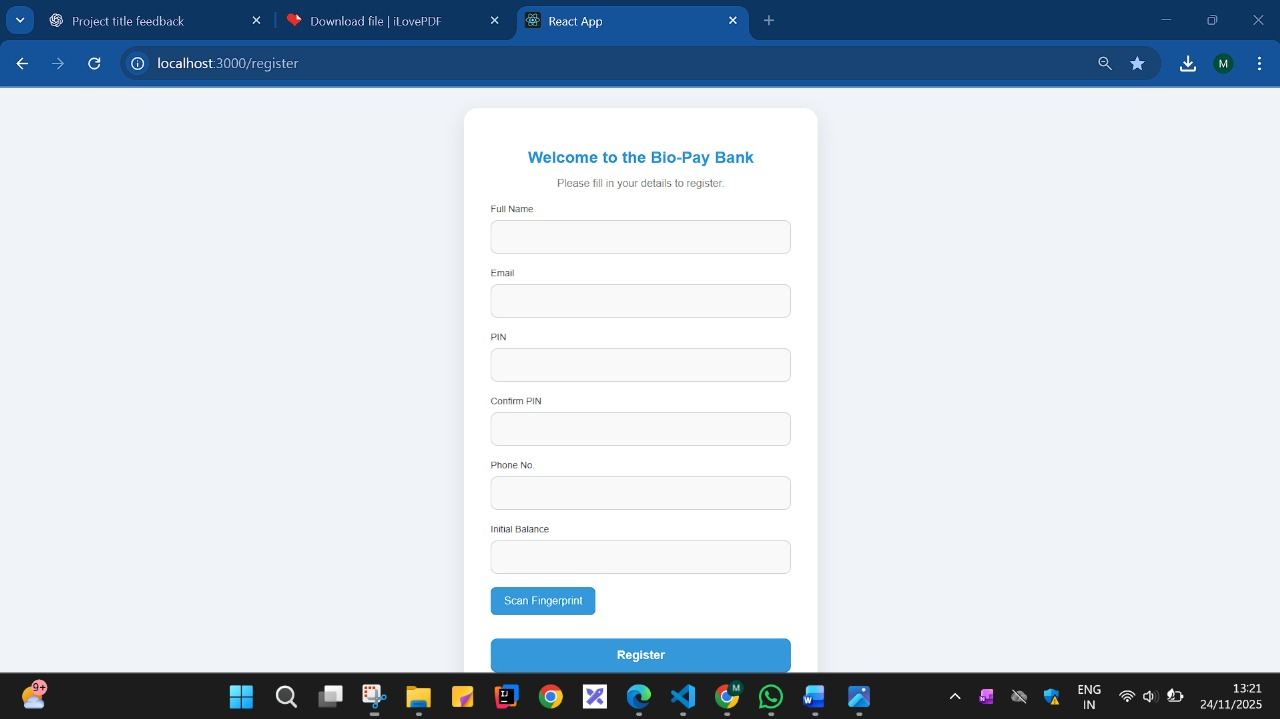 Project title feedback
Download file | iLovePDF
React App
localhost:3000/register
M
Welcome to the Bio-Pay Bank
Please fill in your details to register.
Full Name
Email
PIN
Confirm PIN
Phone No.
Initial Balance
Scan Fingerprint
Register
9+
M
ENG
IN
13:21
24/11/2025